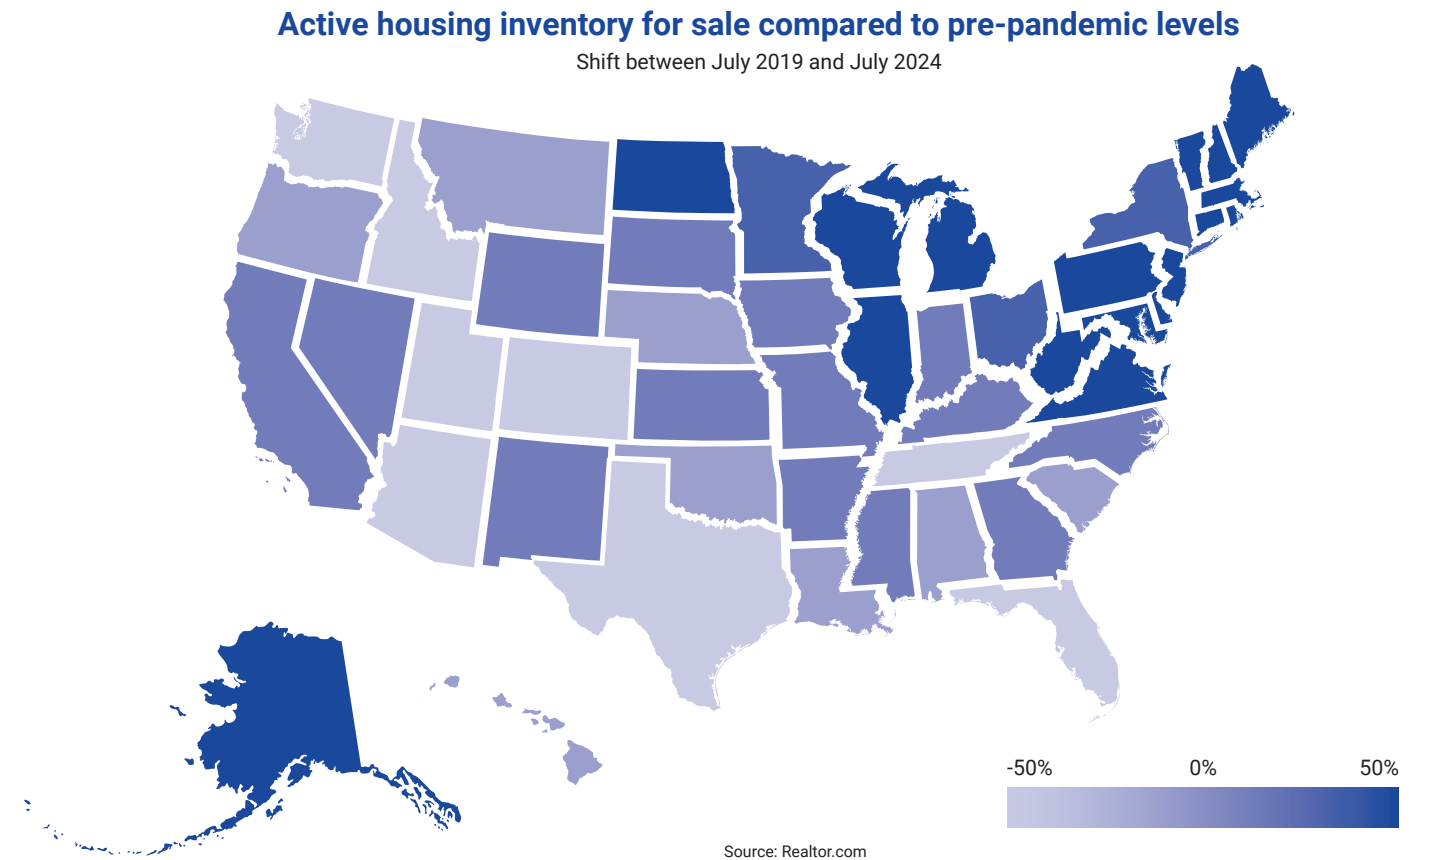 Active housing inventory for sale compared to pre-pandemic levels
Shift between July 2019 and July 2024
-50% 0% 50%
Source: Realtor.com